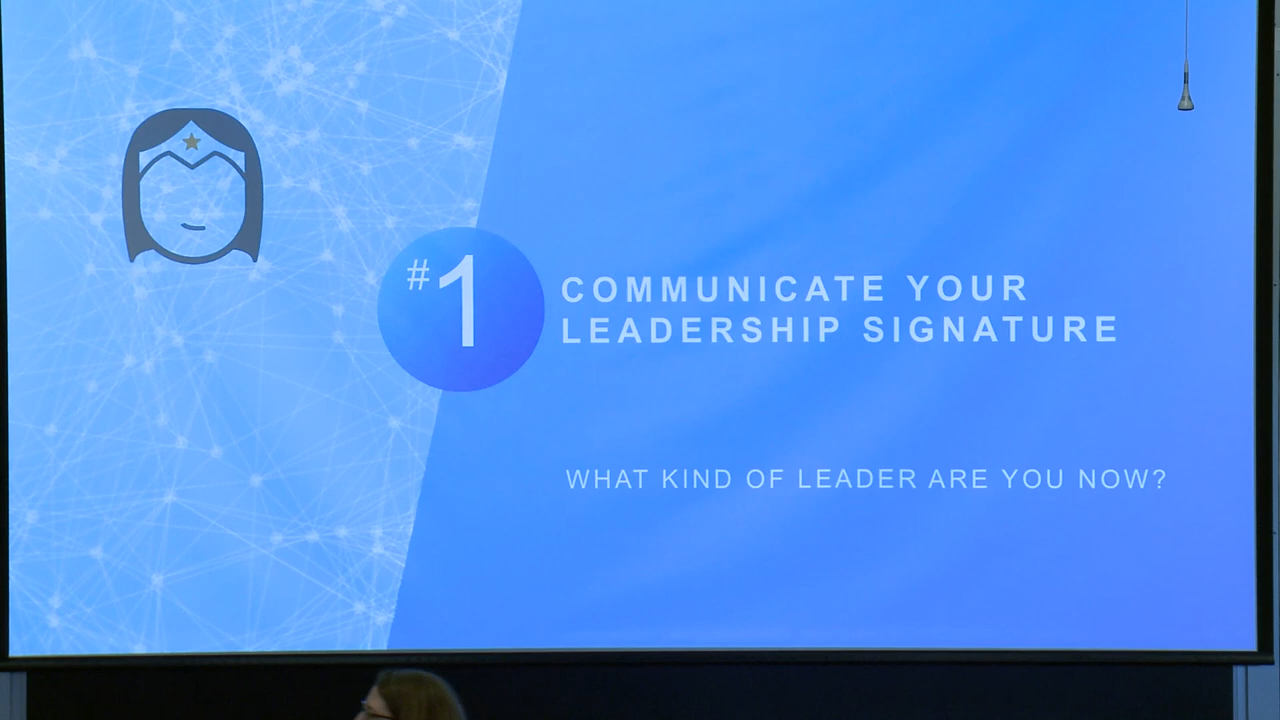 #1
COMMUNICATE YOUR
LEADERSHIP SIGNATURE
WHAT KIND OF LEADER ARE YOU NOW?